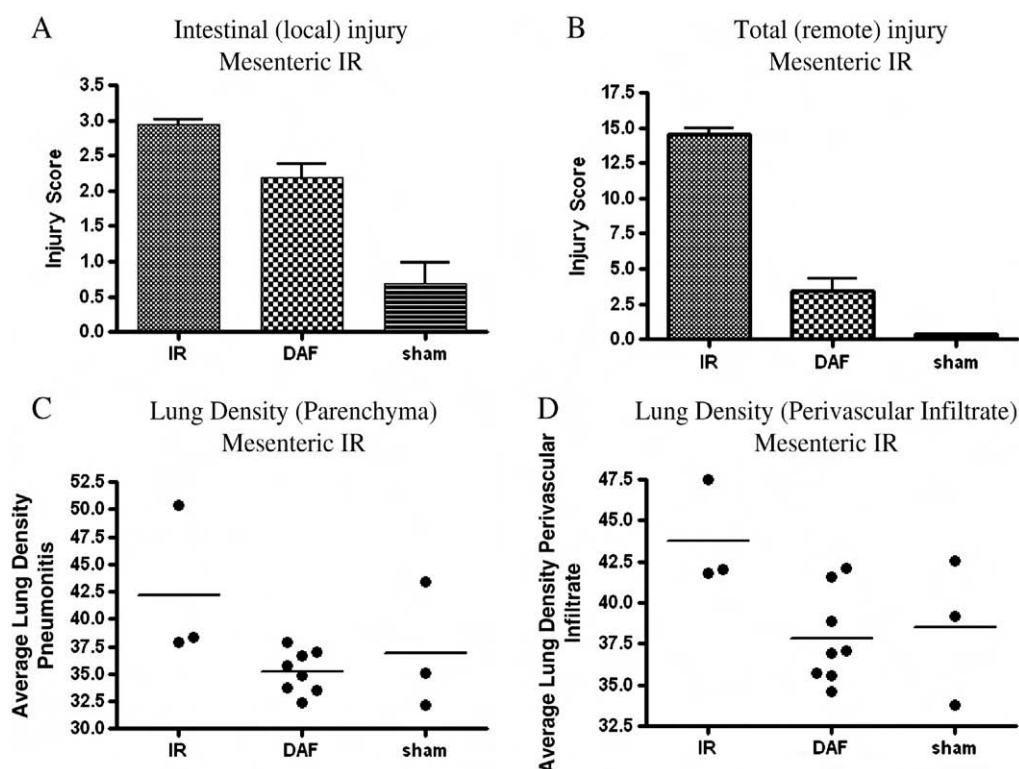 A
Intestinal (local) injury
Mesenteric IR
Injury Score
3.5
3.0
2.5
2.0
1.5
1.0
0.5
0.0
IR DAF sham
B
Total (remote) injury
Mesenteric IR
Injury Score
17.5
15.0
12.5
10.0
7.5
5.0
2.5
0.0
IR DAF sham
C
Lung Density (Parenchyma)
Mesenteric IR
Average Lung Density
Pneumonitis
52.5
50.0
47.5
45.0
42.5
40.0
37.5
35.0
32.5
30.0
IR DAF sham
D
Lung Density (Perivascular Infiltrate)
Mesenteric IR
Average Lung Density Perivascular
Infiltrate
47.5
45.0
42.5
40.0
37.5
35.0
32.5
IR DAF sham